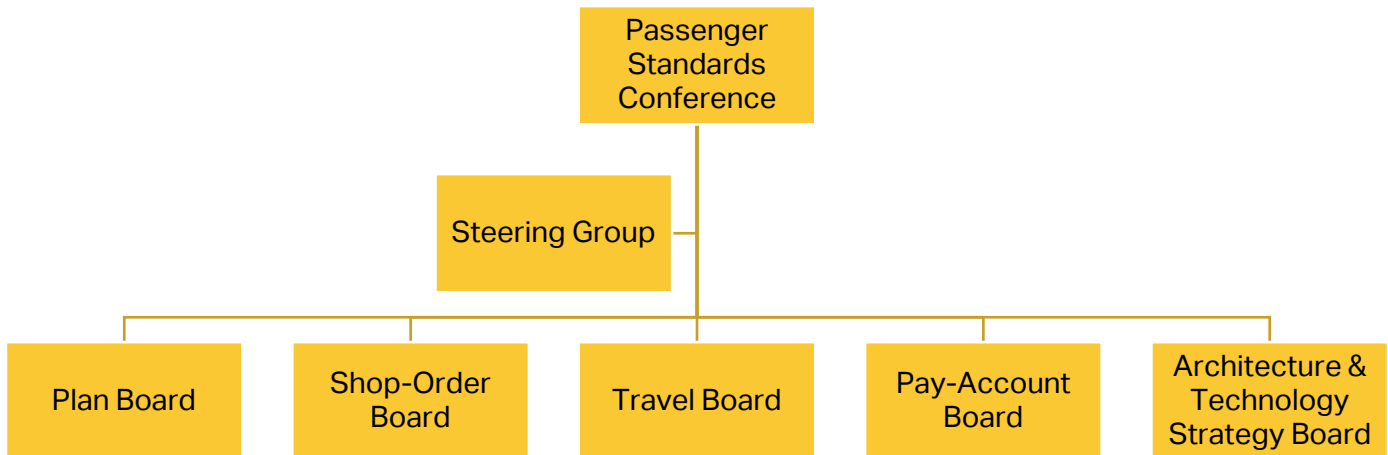 Passenger
Standards
Conference
Steering Group
Plan Board
Shop-Order
Board
Travel Board
Pay-Account
Board
Architecture &
Technology
Strategy Board